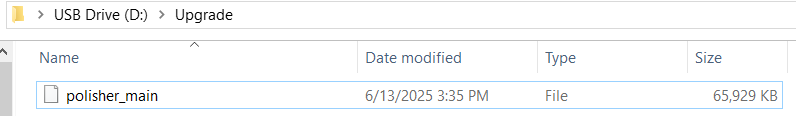 USB Drive (D:) > Upgrade
Name Date modified Type Size
polisher_main 6/13/2025 3:35 PM File 65,929 KB